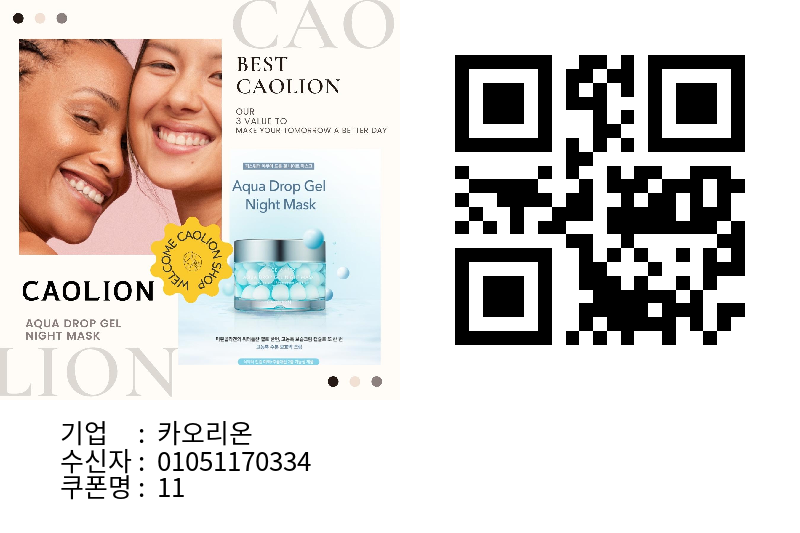 CAO
BEST
CAOLION
OUR
3 VALUE TO
MAKE YOUR TOMORROW A BETTER DAY
Aqua Drop Gel
Night Mask
WELCOME CAOLION SHOP
CAOLION
AQUA DROP GEL
NIGHT MASK
LION
기업 : 카오리온
수신자 : 01051170334
쿠폰명 : 11